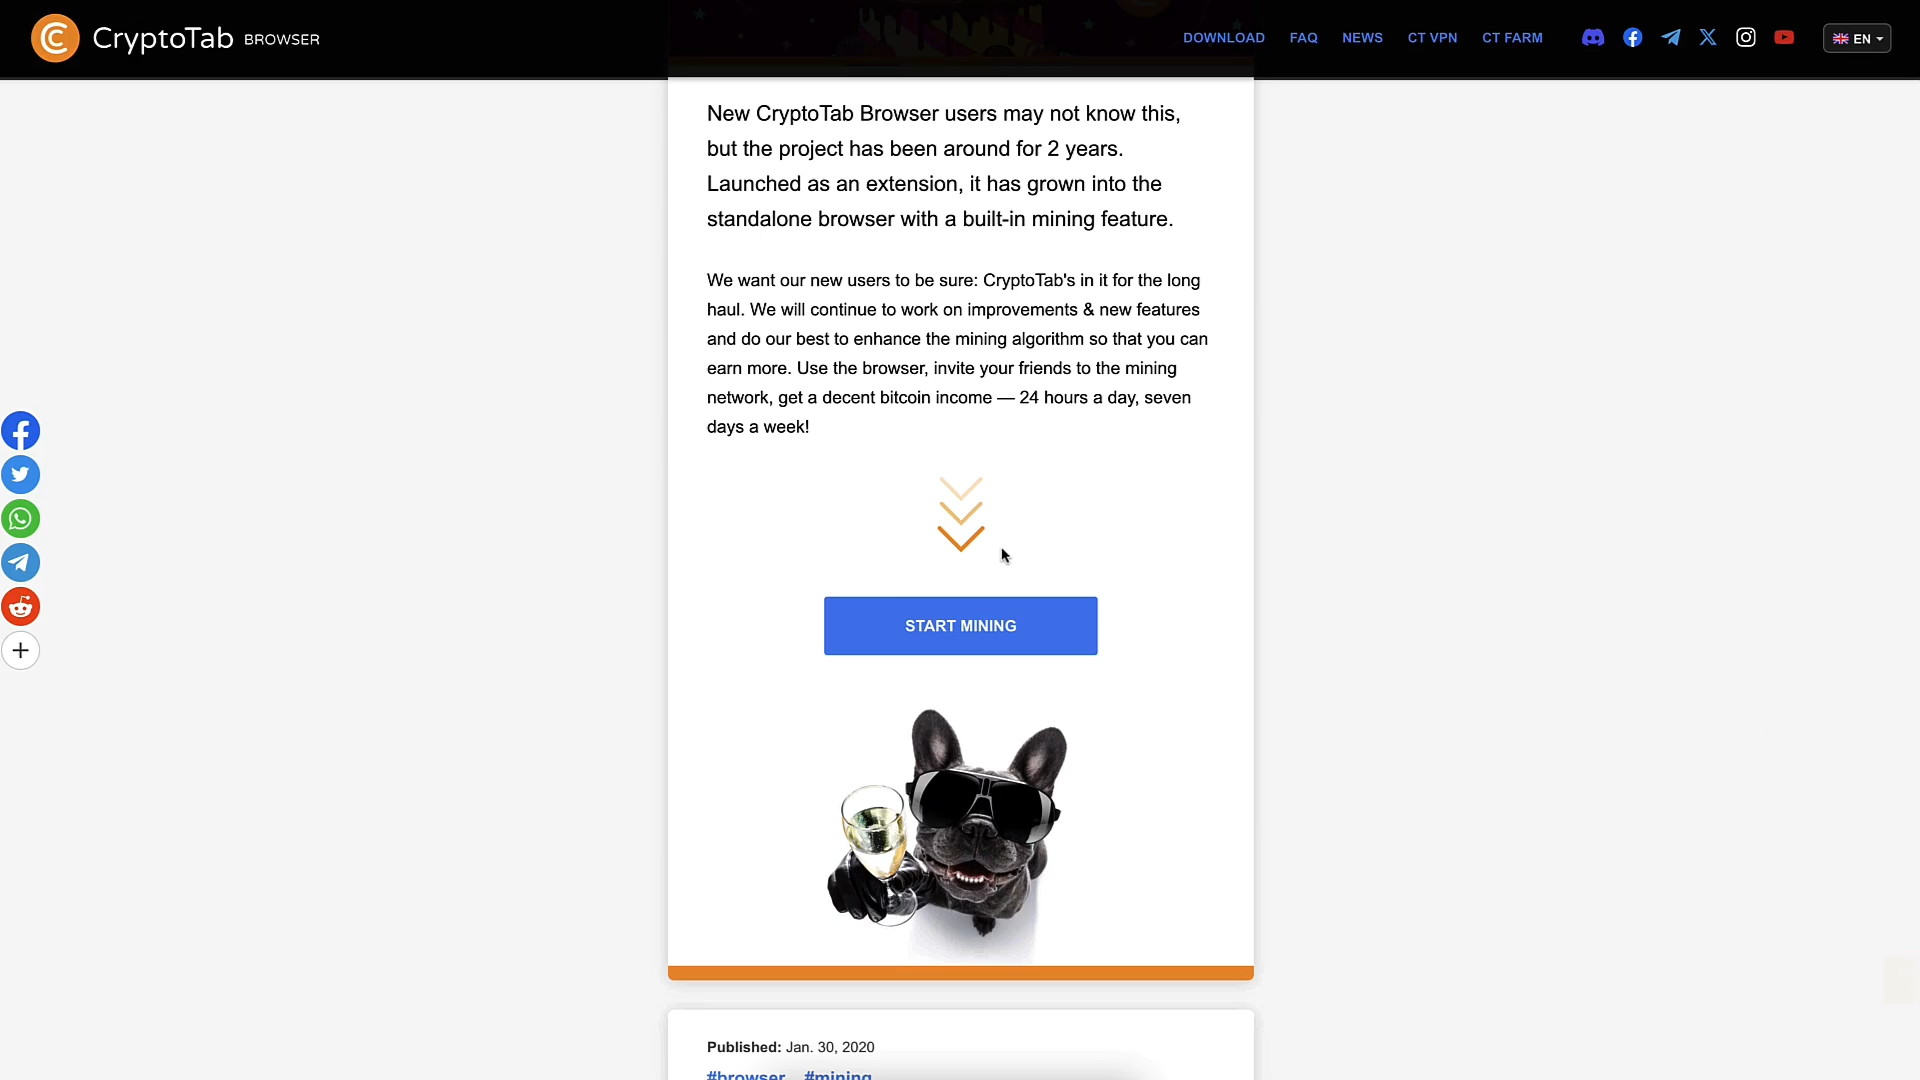 CryptoTab BROWSER
DOWNLOAD FAQ NEWS CT VPN CT FARM EN
New CryptoTab Browser users may not know this,
but the project has been around for 2 years.
Launched as an extension, it has grown into the
standalone browser with a built-in mining feature.
We want our new users to be sure: CryptoTab's in it for the long
haul. We will continue to work on improvements & new features
and do our best to enhance the mining algorithm so that you can
earn more. Use the browser, invite your friends to the mining
network, get a decent bitcoin income — 24 hours a day, seven
days a week!
START MINING
Published: Jan. 30, 2020
#browser #mining